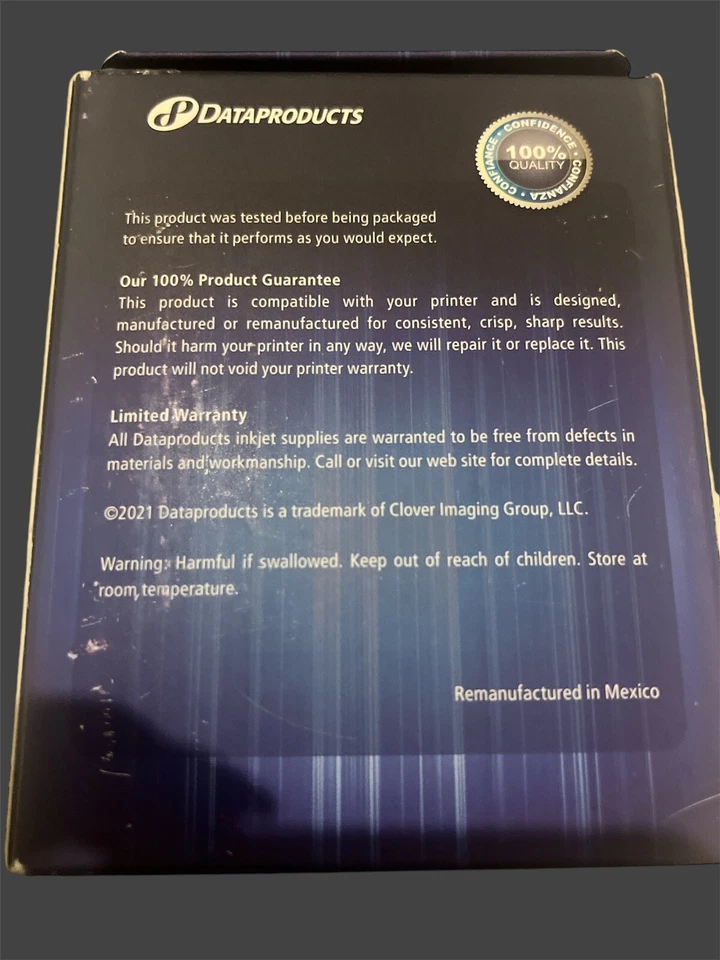 DATAPRODUCTS
CONFIDENCE • CONFIANZA • CONFIANCE •
100%
QUALITY
This product was tested before being packaged
to ensure that it performs as you would expect.
Our 100% Product Guarantee
This product is compatible with your printer and is designed,
manufactured or remanufactured for consistent, crisp, sharp results.
Should it harm your printer in any way, we will repair it or replace it. This
product will not void your printer warranty.
Limited Warranty
All Dataproducts inkjet supplies are warranted to be free from defects in
materials and workmanship. Call or visit our web site for complete details.
©2021 Dataproducts is a trademark of Clover Imaging Group, LLC.
Warning: Harmful if swallowed. Keep out of reach of children. Store at
room temperature.
Remanufactured in Mexico